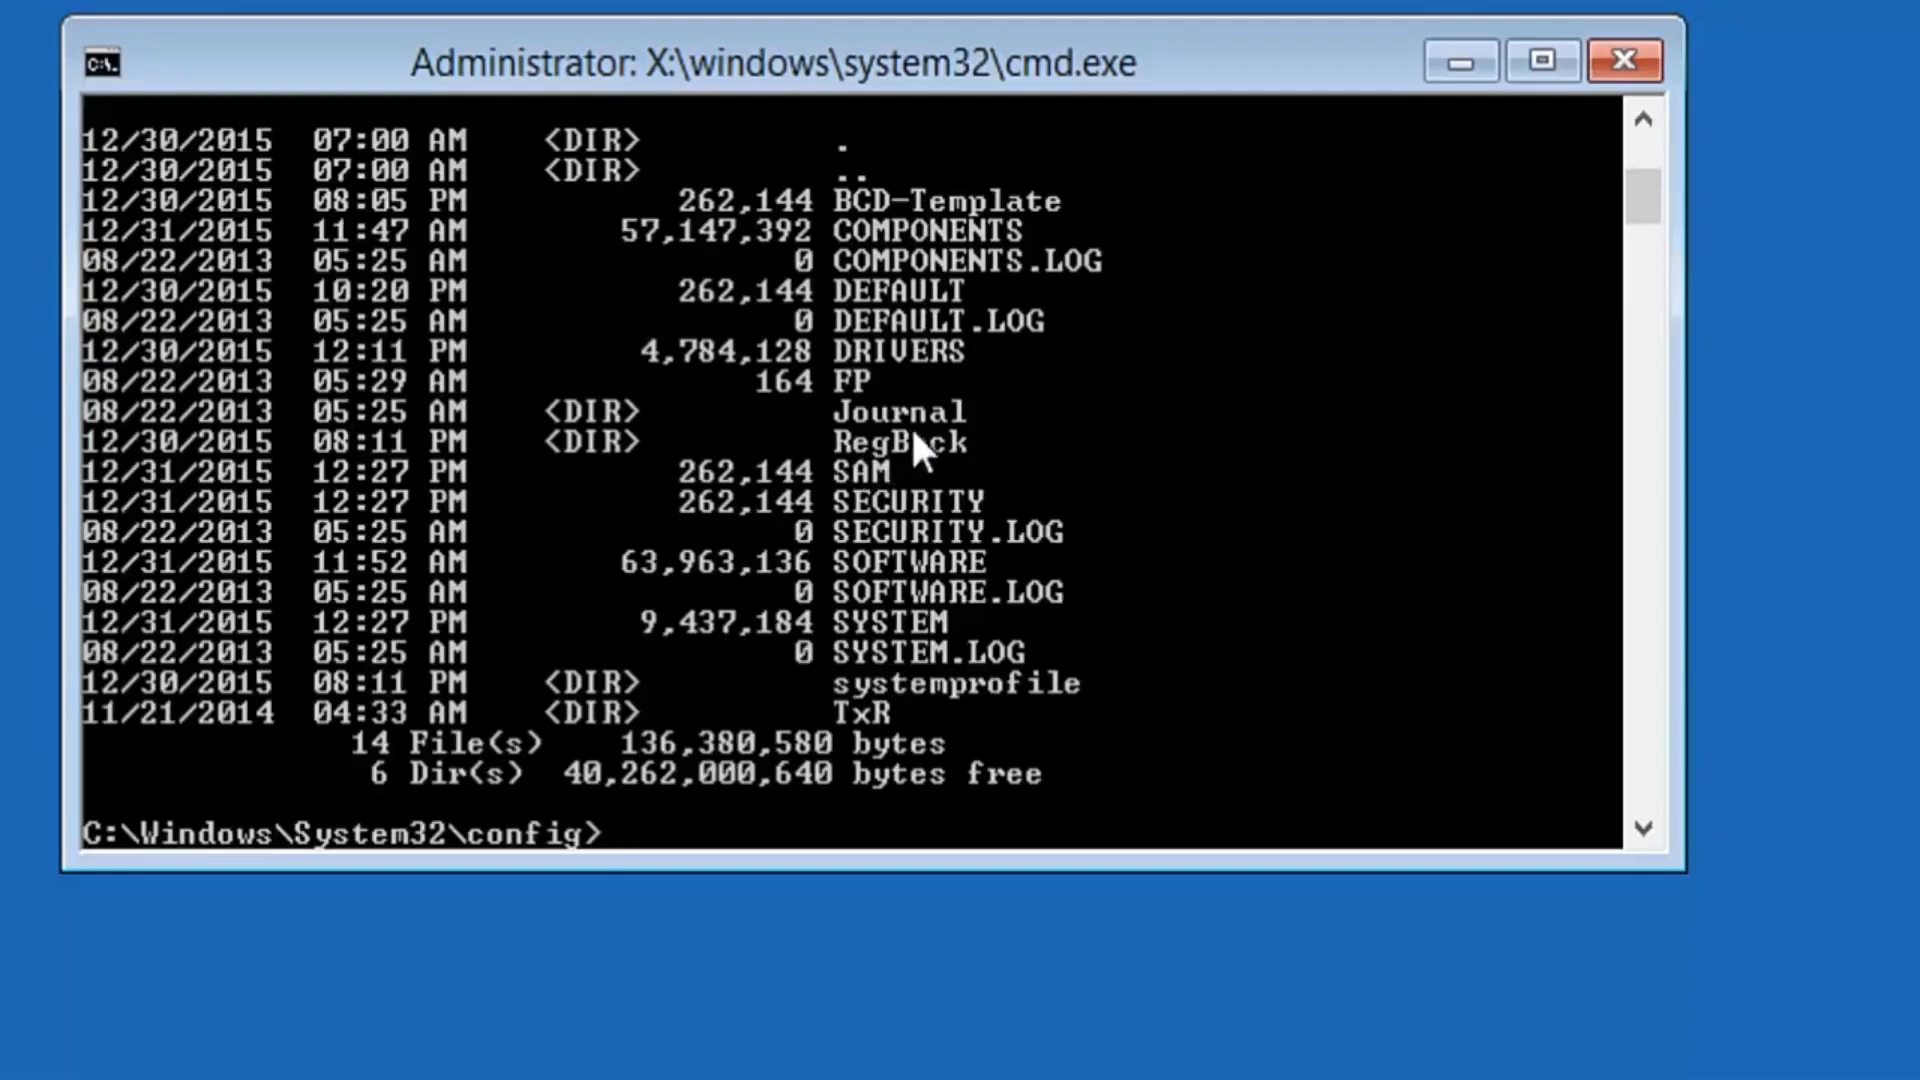 Administrator: X:\windows\system32\cmd.exe
12/30/2015  07:00 AM    <DIR>          .
12/30/2015  07:00 AM    <DIR>          ..
12/30/2015  08:05 PM           262,144 BCD-Template
12/31/2015  11:47 AM        57,147,392 COMPONENTS
08/22/2013  05:25 AM                 0 COMPONENTS.LOG
12/30/2015  10:20 PM           262,144 DEFAULT
08/22/2013  05:25 AM                 0 DEFAULT.LOG
12/30/2015  12:11 PM         4,784,128 DRIVERS
08/22/2013  05:29 AM               164 FP
08/22/2013  05:25 AM    <DIR>          Journal
12/30/2015  08:11 PM    <DIR>          RegBack
12/31/2015  12:27 PM           262,144 SAM
12/31/2015  12:27 PM           262,144 SECURITY
08/22/2013  05:25 AM                 0 SECURITY.LOG
12/31/2015  11:52 AM        63,963,136 SOFTWARE
08/22/2013  05:25 AM                 0 SOFTWARE.LOG
12/31/2015  12:27 PM         9,437,184 SYSTEM
08/22/2013  05:25 AM                 0 SYSTEM.LOG
12/30/2015  08:11 PM    <DIR>          systemprofile
11/21/2014  04:33 AM    <DIR>          TxR
14 File(s)    136,380,580 bytes
6 Dir(s)  40,262,000,640 bytes free
C:\Windows\System32\config>